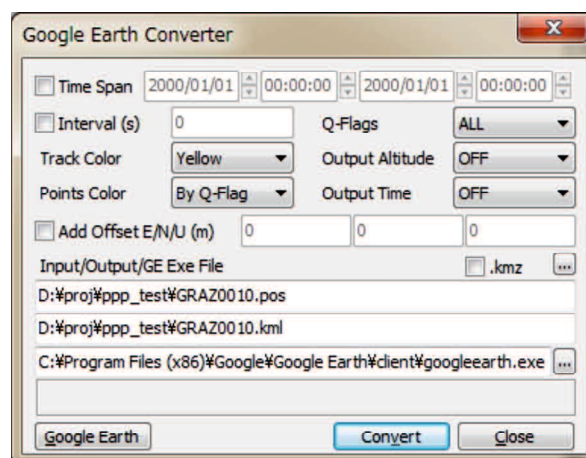 Google Earth Converter
Time Span 2000/01/01 00:00:00 2000/01/01 00:00:00
Interval (s) 0 Q-Flags ALL
Track Color Yellow Output Altitude OFF
Points Color By Q-Flag Output Time OFF
Add Offset E/N/U (m) 0 0 0
Input/Output/GE Exe File .kmz ...
D:¥proj¥ppp_test¥GRAZ0010.pos
D:¥proj¥ppp_test¥GRAZ0010.kml
C:¥Program Files (x86)¥Google¥Google Earth¥client¥googleearth.exe ...
Google Earth Convert Close